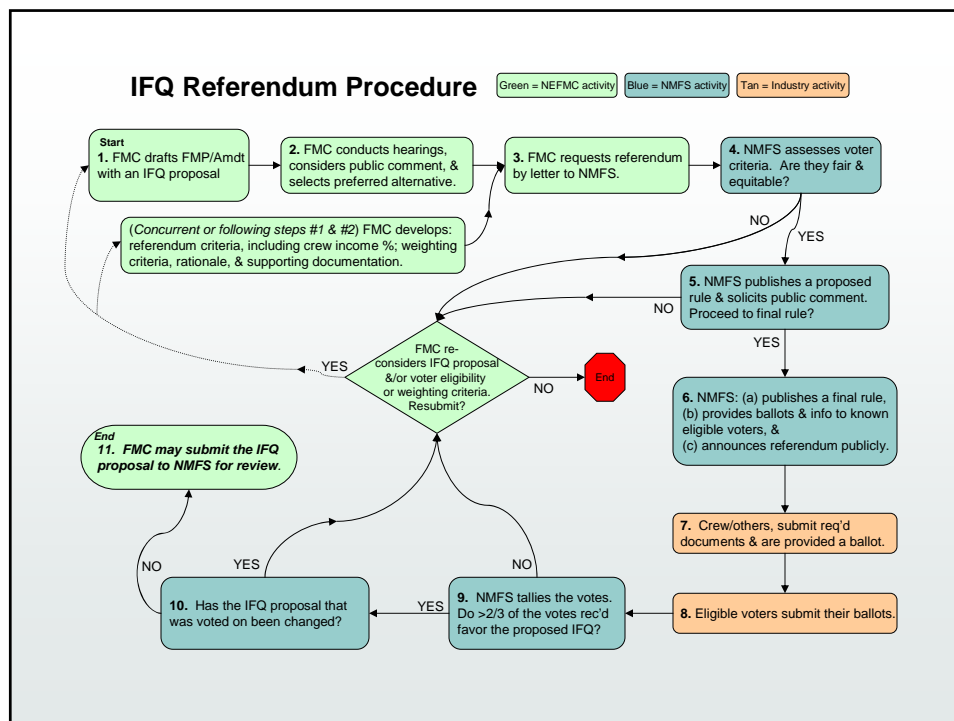 IFQ Referendum Procedure
Green = NEFMC activity
Blue = NMFS activity
Tan = Industry activity
Start
1. FMC drafts FMP/Amdt
with an IFQ proposal
2. FMC conducts hearings,
considers public comment, &
selects preferred alternative.
3. FMC requests referendum
by letter to NMFS.
4. NMFS assesses voter
criteria. Are they fair &
equitable?
(Concurrent or following steps #1 & #2) FMC develops:
referendum criteria, including crew income %; weighting
criteria, rationale, & supporting documentation.
NO
YES
5. NMFS publishes a proposed
rule & solicits public comment.
Proceed to final rule?
NO
YES
FMC re-
considers IFQ proposal
&/or voter eligibility
or weighting criteria.
Resubmit?
YES
NO
End
6. NMFS: (a) publishes a final rule,
(b) provides ballots & info to known
eligible voters, &
(c) announces referendum publicly.
End
11. FMC may submit the IFQ
proposal to NMFS for review.
7. Crew/others, submit req'd
documents & are provided a ballot.
8. Eligible voters submit their ballots.
9. NMFS tallies the votes.
Do >2/3 of the votes rec'd
favor the proposed IFQ?
NO
YES
10. Has the IFQ proposal that
was voted on been changed?
YES
NO